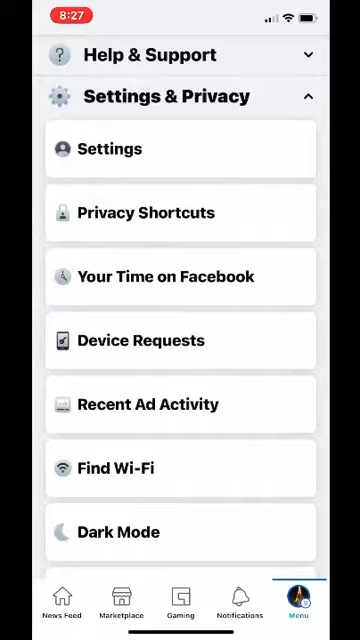 8:27
Help & Support
Settings & Privacy
Settings
Privacy Shortcuts
Your Time on Facebook
Device Requests
Recent Ad Activity
Find Wi-Fi
Dark Mode
News Feed Marketplace Gaming Notifications Menu